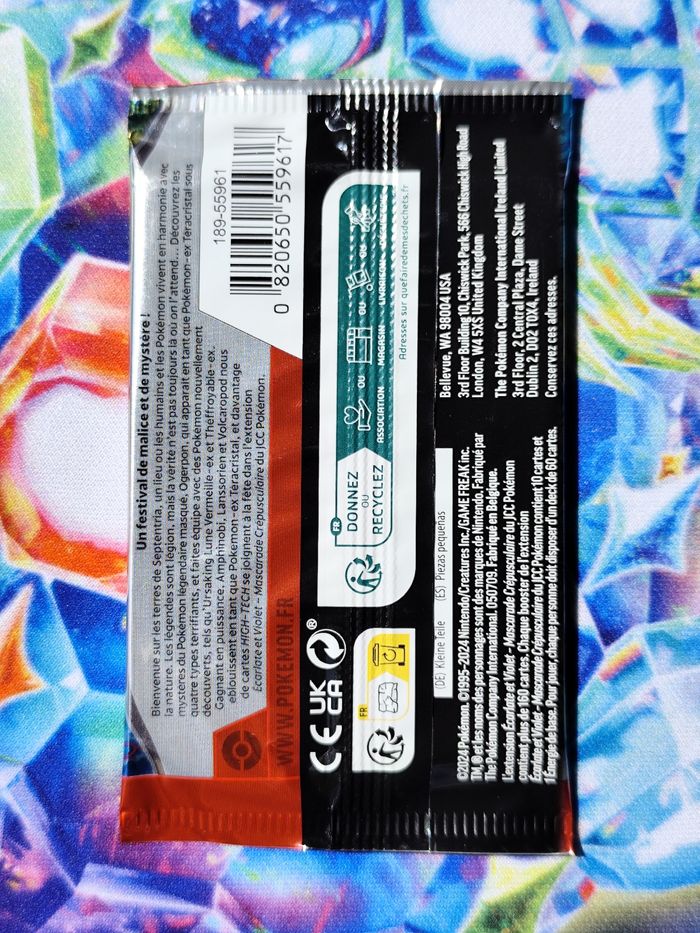 Un festival de malice et de mystère !
Bienvenue sur les terres de Septentria, un lieu où les humains et les Pokémon vivent en harmonie avec
la nature. Les légendes sont légion, mais la vérité n'est pas toujours là où on l'attend... Découvrez les
mystères du Pokémon légendaire masqué, Ogerpon, qui apparaît en tant que Pokémon-ex Téracristal sous
quatre types terrifiants, et faites équipe avec des Pokémon nouvellement
découverts, tels qu'Ursaking Lune Vermeille-ex et Théffroyable-ex.
Gagnant en puissance, Amphinobi, Lanssorien et Volcaropod nous
éblouissent en tant que Pokémon-ex Téracristal, et davantage
de cartes HIGH-TECH se joignent à la fête dans l'extension
Écarlate et Violet – Mascarade Crépusculaire du JCC Pokémon.
WWW.POKEMON.FR
189-55961
0 820650 559617
CE UK CA ®
FR
DONNEZ
OU
RECYCLEZ
ASSOCIATION OU MAGASIN OU LIVRAISON OU
Adresses sur quefairedemesdechets.fr
FR
(DE) Kleine Teile (ES) Piezas pequeñas
©2024 Pokémon. ©1995–2024 Nintendo/Creatures Inc./GAME FREAK inc.
TM, ® et les noms des personnages sont des marques de Nintendo. Fabriqué par
The Pokémon Company International. 050709. Fabriqué en Belgique.
L'extension Écarlate et Violet – Mascarade Crépusculaire du JCC Pokémon
contient plus de 160 cartes. Chaque booster de l'extension
Écarlate et Violet – Mascarade Crépusculaire du JCC Pokémon contient 10 cartes et
1 Énergie de base. Pour jouer, chaque personne doit disposer d'un deck de 60 cartes.
Bellevue, WA 98004 USA
3rd Floor Building 10, Chiswick Park, 566 Chiswick High Road
London, W4 5XS United Kingdom
The Pokémon Company International Ireland Limited
3rd Floor, 2 Central Plaza, Dame Street
Dublin 2, D02 T0X4, Ireland
Conservez ces adresses.